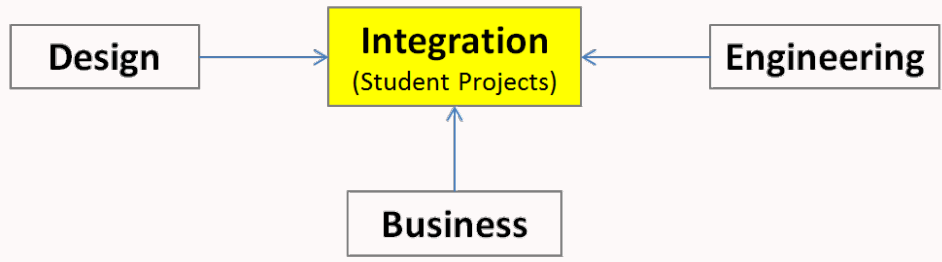 Integration
(Student Projects)
Design
Engineering
Business